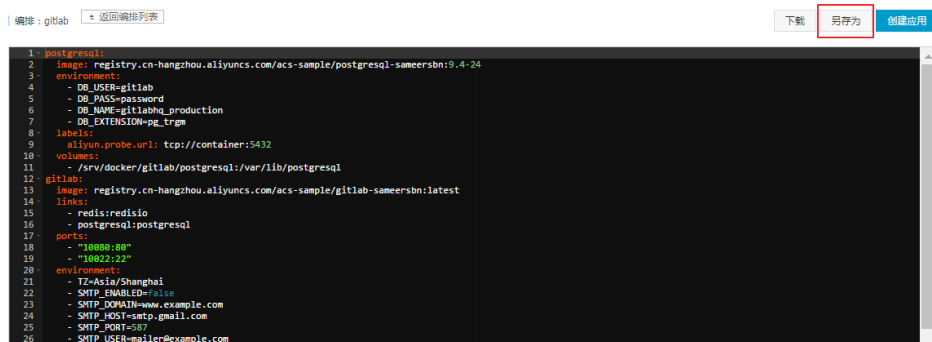 编排：gitlab
返回编排列表
下载
另存为
创建应用
1 postgresql:
2 image: registry.cn-hangzhou.aliyuncs.com/acs-sample/postgresql-sameersbn:9.4-24
3 environment:
4 - DB_USER=gitlab
5 - DB_PASS=password
6 - DB_NAME=gitlabhq_production
7 - DB_EXTENSION=pg_trgm
8 labels:
9 aliyun.probe.url: tcp://container:5432
10 volumes:
11 - /srv/docker/gitlab/postgresql:/var/lib/postgresql
12 gitlab:
13 image: registry.cn-hangzhou.aliyuncs.com/acs-sample/gitlab-sameersbn:latest
14 links:
15 - redis:redisio
16 - postgresql:postgresql
17 ports:
18 - "10080:80"
19 - "10022:22"
20 environment:
21 - TZ=Asia/Shanghai
22 - SMTP_ENABLED=false
23 - SMTP_DOMAIN=www.example.com
24 - SMTP_HOST=smtp.gmail.com
25 - SMTP_PORT=587
26 - SMTP_USER=mailer@example.com